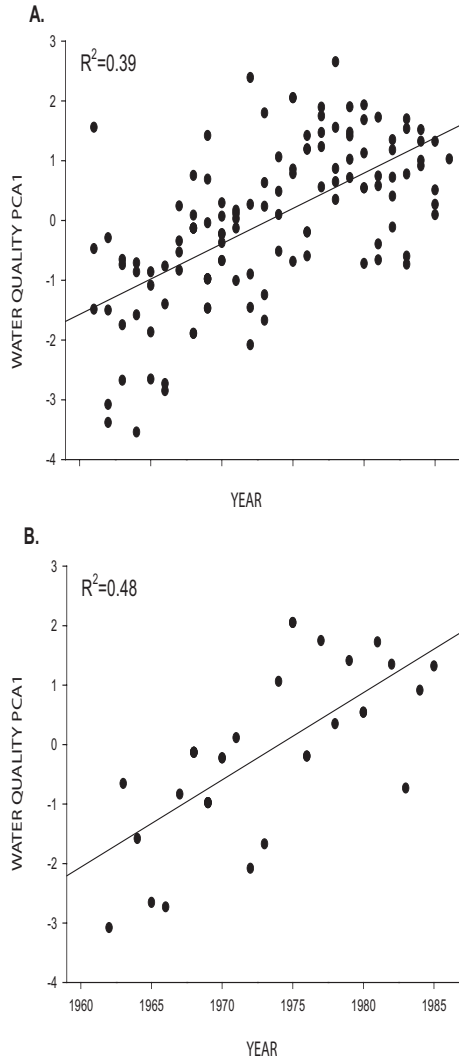 A.
R²=0.39
3
2
1
0
-1
-2
-3
-4
WATER QUALITY PCA1
YEAR
B.
R²=0.48
3
2
1
0
-1
-2
-3
-4
WATER QUALITY PCA1
1960 1965 1970 1975 1980 1985
YEAR